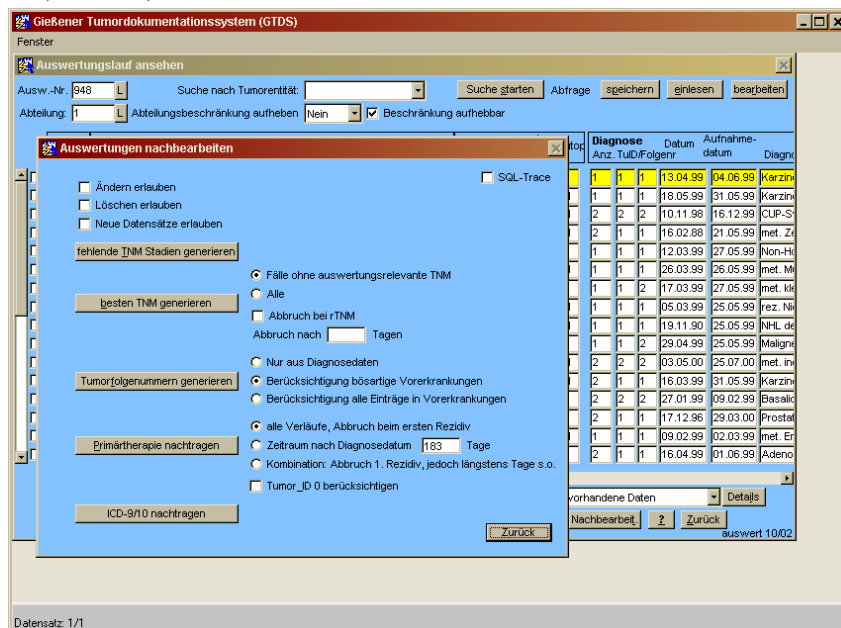 Gießener Tumordokumentationssystem (GTDS)
Fenster
Auswertungslauf ansehen
Ausw.-Nr. 948 L Suche nach Tumorentität: Suche starten Abfrage speichern einlesen bearbeiten
Abteilung: 1 L Abteilungsbeschränkung aufheben Nein Beschränkung aufhebbar
Diagnose Datum Aufnahme-
Anz. TuID/Folgenr datum
1 1 1 13.04.99 04.06.99
1 1 1 18.05.99 31.05.99
2 2 2 10.11.98 16.12.99
2 1 1 16.02.88 21.05.99 met.
1 1 1 12.03.99 27.05.99
1 1 1 26.03.99 26.05.99 met.
1 1 2 17.03.99 27.05.99 met.
1 1 1 05.03.99 25.05.99 rez.
1 1 1 19.11.90 25.05.99 NHL
1 1 2 29.04.99 25.05.99
2 2 2 03.05.00 25.07.00 met.
2 1 1 16.03.99 31.05.99
2 2 2 27.01.99 09.02.99
2 1 1 17.12.96 29.03.00
1 1 1 09.02.99 02.03.99 met.
2 1 1 16.04.99 01.06.99
vorhandene Daten Details
Nachbearbeit. ? Zurück
auswert 10/02
Auswertungen nachbearbeiten
SQL-Trace
Ändern erlauben
Löschen erlauben
Neue Datensätze erlauben
fehlende TNM Stadien generieren
Fälle ohne auswertungsrelevante TNM
Alle
besten TNM generieren
Abbruch bei rTNM
Abbruch nach Tagen
Nur aus Diagnosedaten
Tumorfolgenummern generieren
Berücksichtigung bösartige Vorerkrankungen
Berücksichtigung alle Einträge in Vorerkrankungen
alle Verläufe, Abbruch beim ersten Rezidiv
Primärtherapie nachtragen
Zeitraum nach Diagnosedatum 183 Tage
Kombination: Abbruch 1. Rezidiv, jedoch längstens Tage s.o.
Tumor_ID 0 berücksichtigen
ICD-9/10 nachtragen
Zurück
Datensatz: 1/1